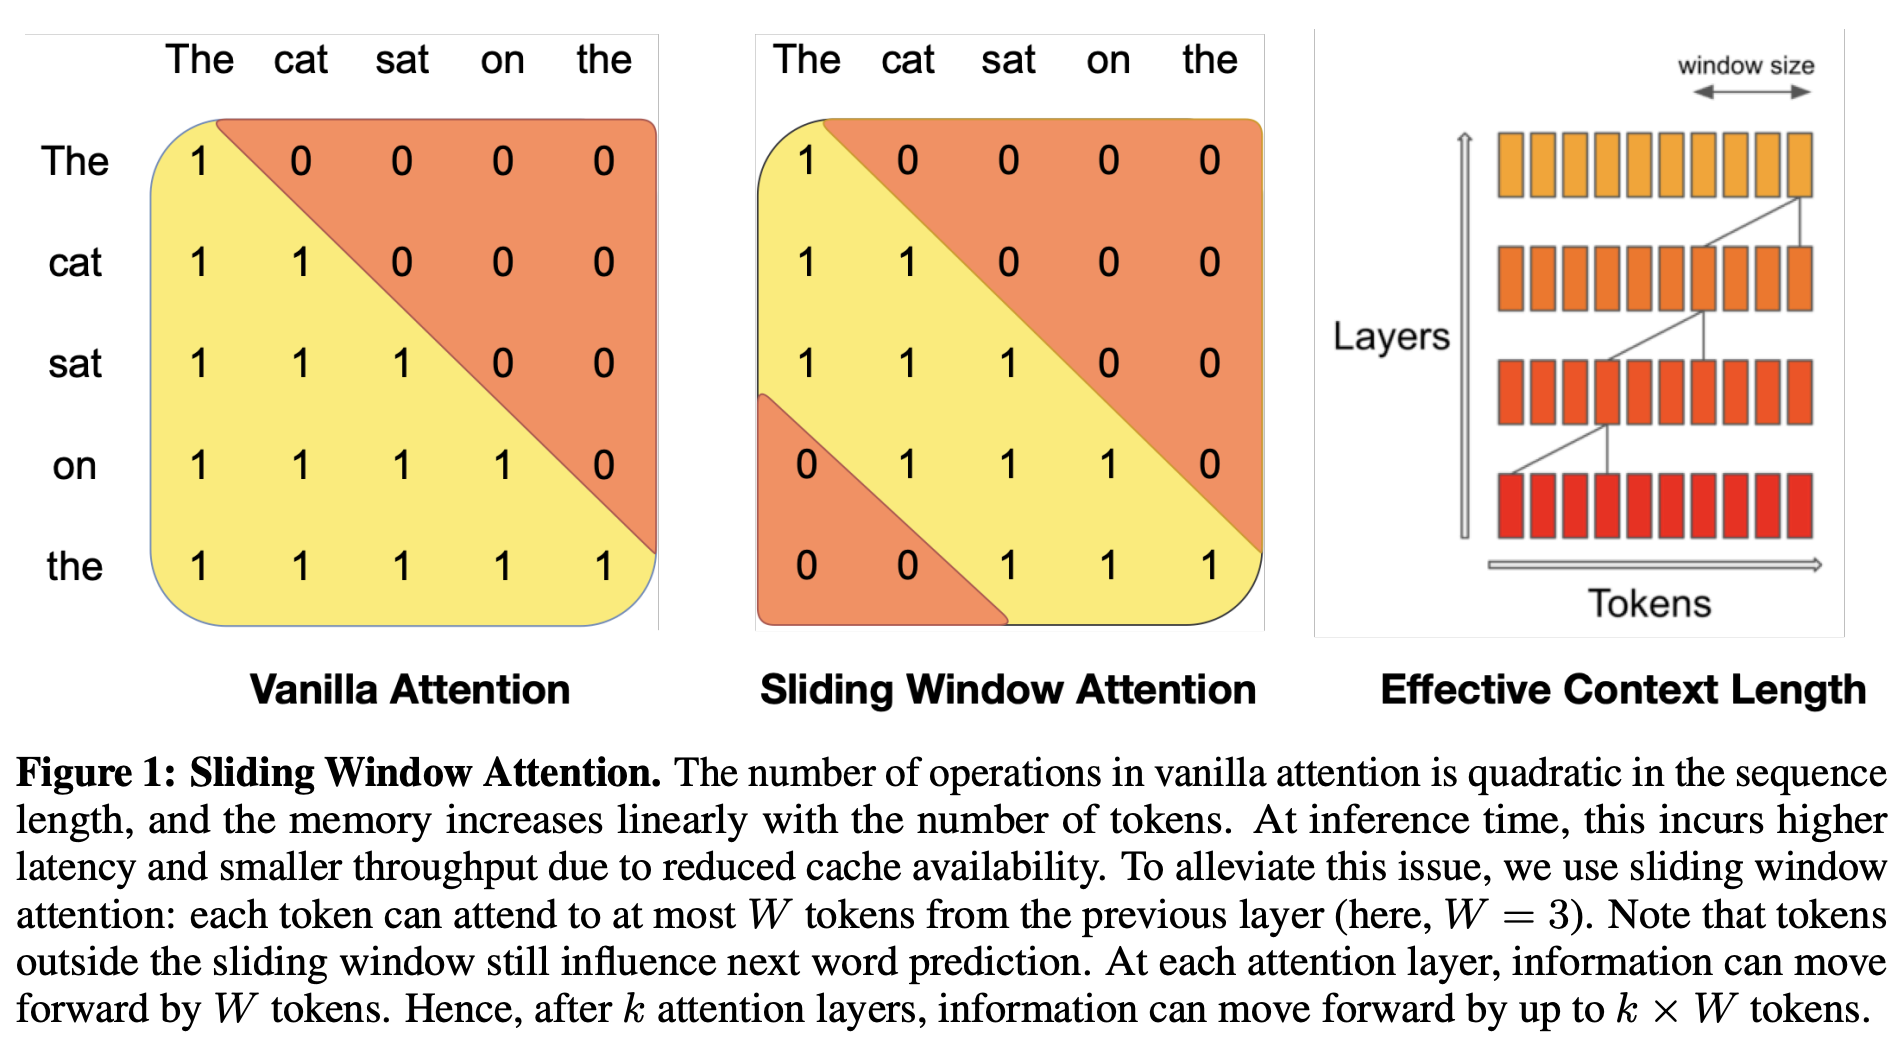 The cat sat on the
The 1 0 0 0 0
cat 1 1 0 0 0
sat 1 1 1 0 0
on 1 1 1 1 0
the 1 1 1 1 1
Vanilla Attention
The cat sat on the
1 0 0 0 0
1 1 0 0 0
1 1 1 0 0
0 1 1 1 0
0 0 1 1 1
Sliding Window Attention
window size
Layers
Tokens
Effective Context Length
Figure 1: Sliding Window Attention. The number of operations in vanilla attention is quadratic in the sequence
length, and the memory increases linearly with the number of tokens. At inference time, this incurs higher
latency and smaller throughput due to reduced cache availability. To alleviate this issue, we use sliding window
attention: each token can attend to at most W tokens from the previous layer (here, W = 3). Note that tokens
outside the sliding window still influence next word prediction. At each attention layer, information can move
forward by W tokens. Hence, after k attention layers, information can move forward by up to k × W tokens.